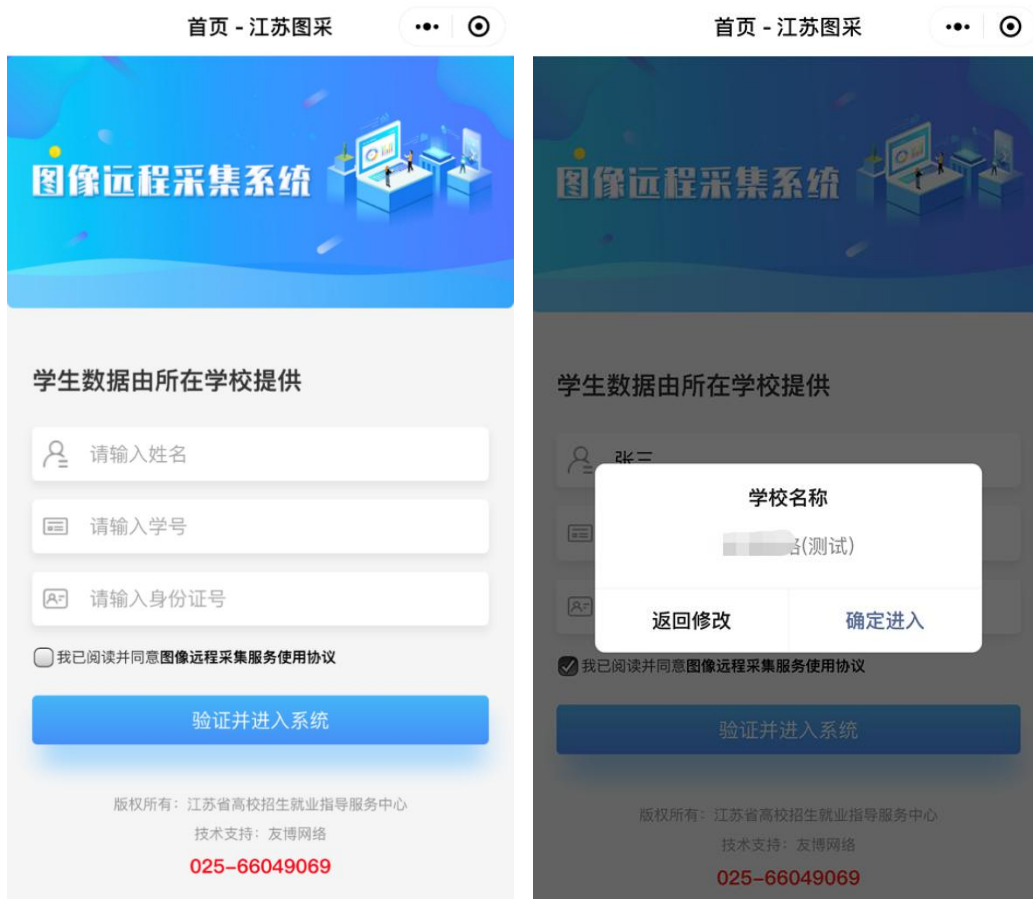 首页 - 江苏图采
图像远程采集系统
学生数据由所在学校提供
请输入姓名
请输入学号
请输入身份证号
我已阅读并同意图像远程采集服务使用协议
验证并进入系统
版权所有：江苏省高校招生就业指导服务中心
技术支持：友博网络
025-66049069
首页 - 江苏图采
图像远程采集系统
学生数据由所在学校提供
张三
学校名称
(测试)
返回修改
确定进入
我已阅读并同意图像远程采集服务使用协议
验证并进入系统
版权所有：江苏省高校招生就业指导服务中心
技术支持：友博网络
025-66049069